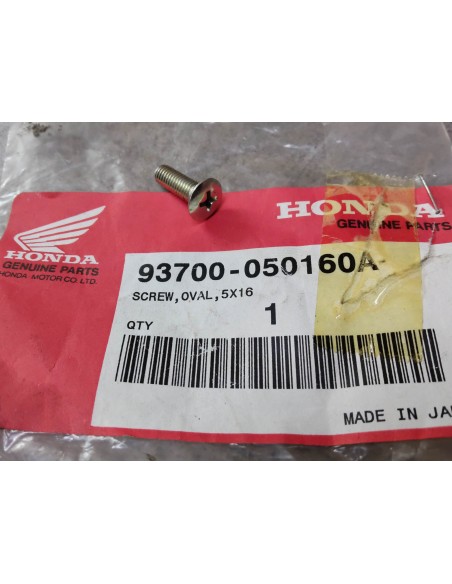 HONDA
GENUINE PARTS
HONDA
GENUINE PARTS
HONDA MOTOR CO., LTD.
93700-050160A
SCREW,OVAL,5X16
QTY 1
MADE IN JAP